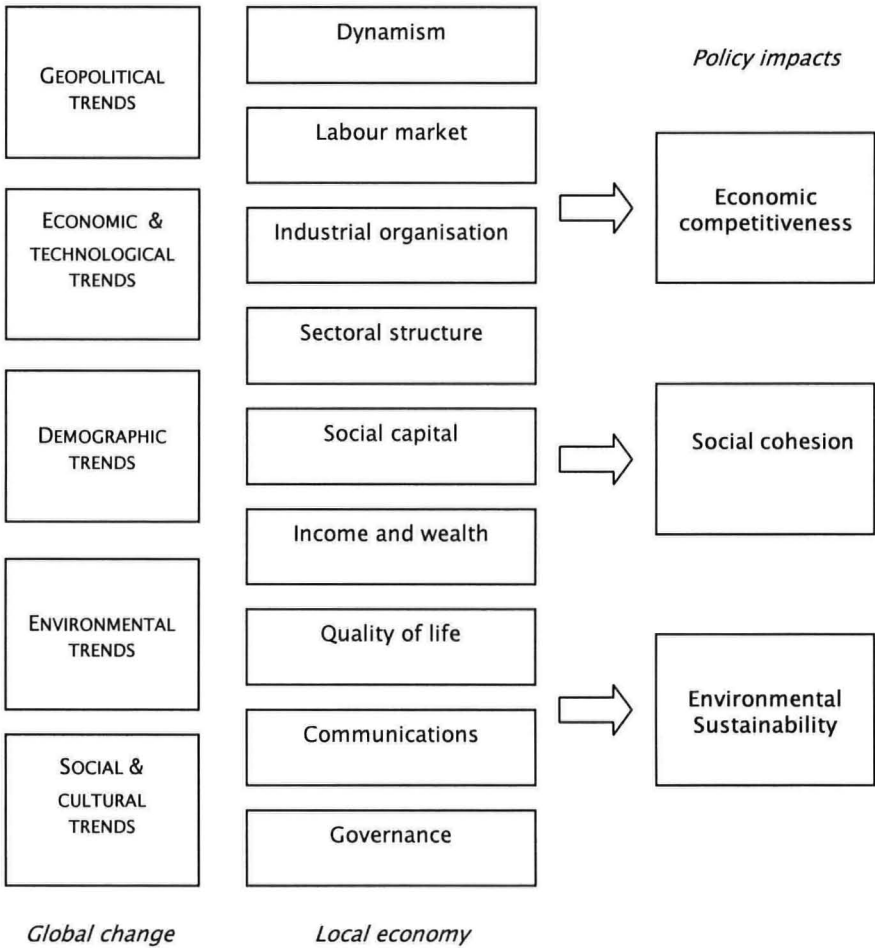 GEOPOLITICAL
TRENDS
ECONOMIC &
TECHNOLOGICAL
TRENDS
DEMOGRAPHIC
TRENDS
ENVIRONMENTAL
TRENDS
SOCIAL &
CULTURAL
TRENDS
Global change
Dynamism
Labour market
Industrial organisation
Sectoral structure
Social capital
Income and wealth
Quality of life
Communications
Governance
Local economy
Policy impacts
Economic
competitiveness
Social cohesion
Environmental
Sustainability